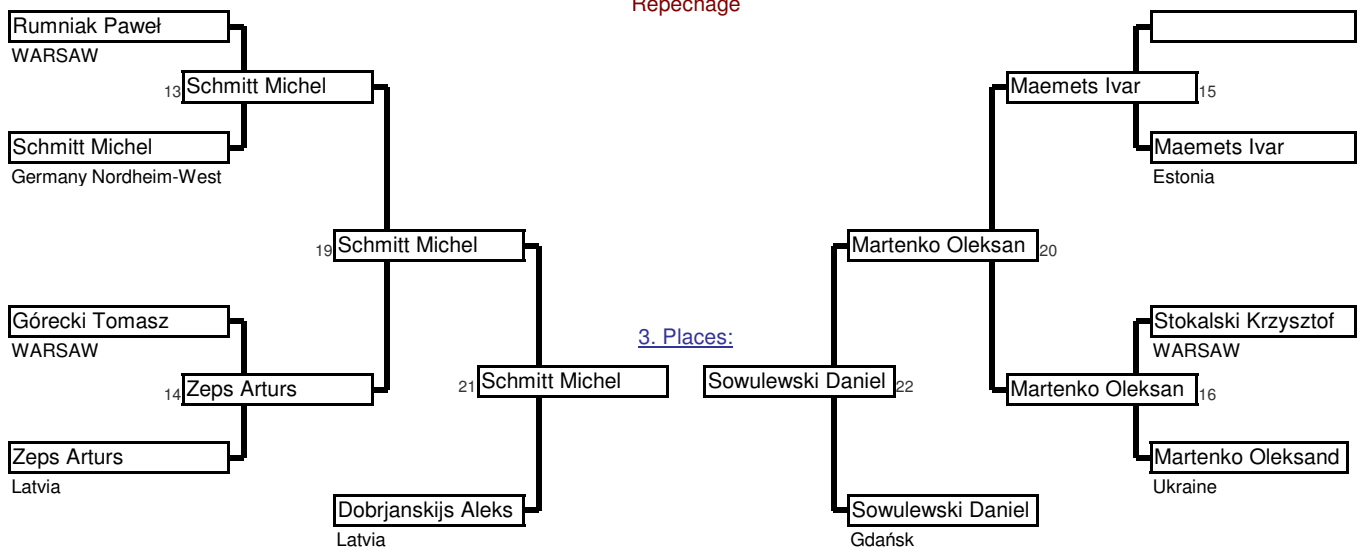 Repechage
Rumniak Paweł
WARSAW
13 Schmitt Michel
Maemets Ivar 15
Schmitt Michel
Germany Nordheim-West
Maemets Ivar
Estonia
19 Schmitt Michel
Martenko Oleksan 20
Górecki Tomasz
WARSAW
Stokalski Krzysztof
WARSAW
3. Places:
14 Zeps Arturs
21 Schmitt Michel
Sowulewski Daniel 22
Martenko Oleksan 16
Zeps Arturs
Latvia
Martenko Oleksand
Ukraine
Dobrjanskijs Aleks
Latvia
Sowulewski Daniel
Gdańsk